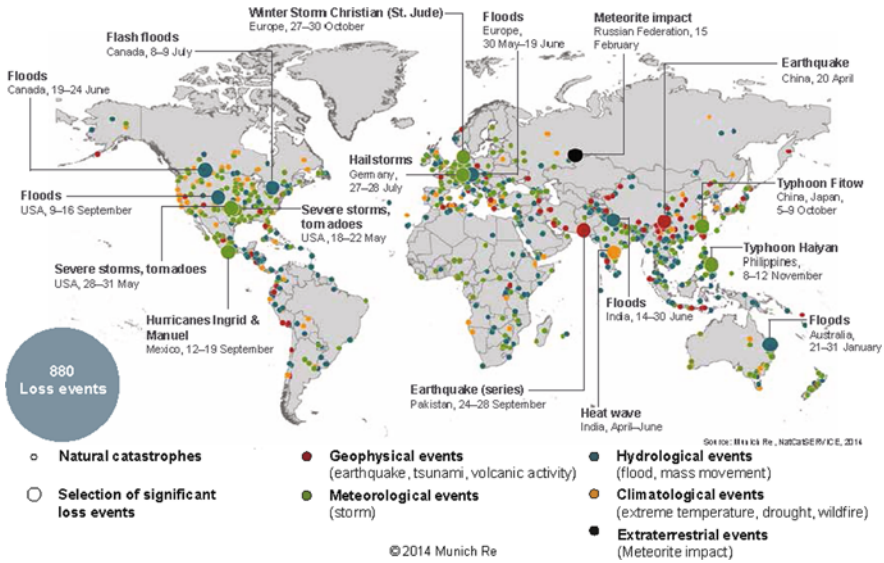 Winter Storm Christian (St. Jude)
Europe, 27–30 October
Floods
Europe,
30 May–19 June
Meteorite impact
Russian Federation, 15
February
Flash floods
Canada, 8–9 July
Earthquake
China, 20 April
Floods
Canada, 19–24 June
Hailstorms
Germany,
27–28 July
Typhoon Fitow
China, Japan,
5–9 October
Floods
USA, 9–16 September
Severe storms,
tornadoes
USA, 18–22 May
Typhoon Haiyan
Philippines,
8–12 November
Severe storms, tornadoes
USA, 28–31 May
Floods
India, 14–30 June
Hurricanes Ingrid &
Manuel
Mexico, 12–19 September
Floods
Australia,
21–31 January
880
Loss events
Earthquake (series)
Pakistan, 24–28 September
Heat wave
India, April–June
Source: Munich Re, NatCatSERVICE, 2014
Natural catastrophes
Selection of significant
loss events
Geophysical events
(earthquake, tsunami, volcanic activity)
Meteorological events
(storm)
Hydrological events
(flood, mass movement)
Climatological events
(extreme temperature, drought, wildfire)
Extraterrestrial events
(Meteorite impact)
© 2014 Munich Re